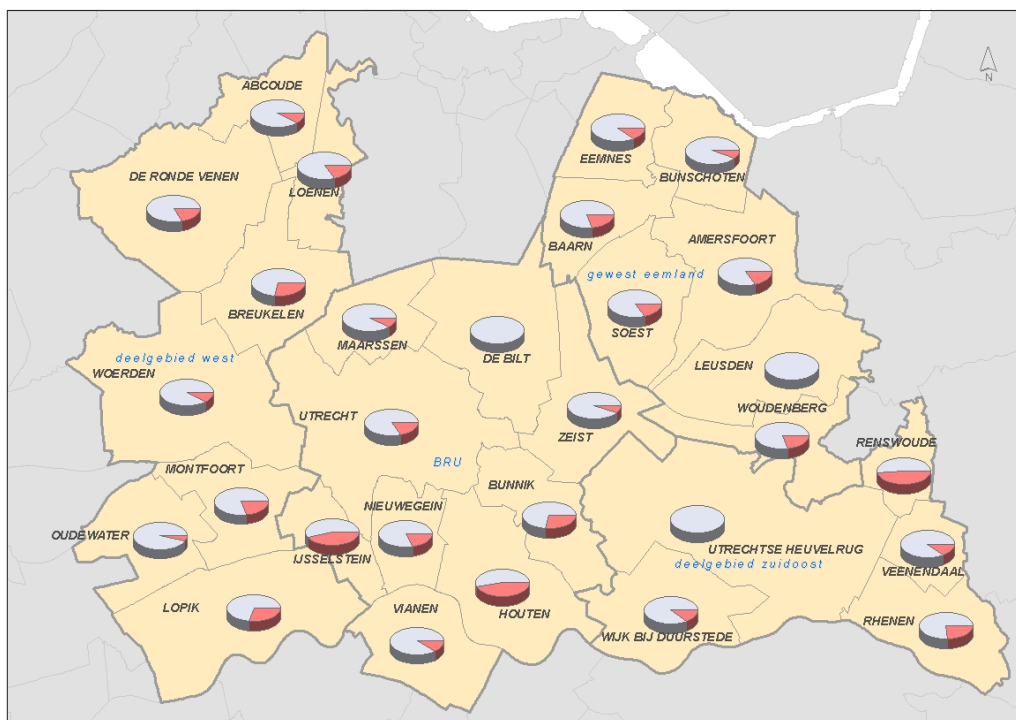 N
ABCOUDE
EEMNES
BUNSCHOTEN
DE RONDE VENEN
LOENEN
BAARN
AMERSFOORT
gewest eemland
BREUKELEN
MAARSSEN
SOEST
DE BILT
deelgebied west
WOERDEN
LEUSDEN
WOUDENBERG
UTRECHT
ZEIST
RENSWOUDE
BRU
MONTFOORT
BUNNIK
NIEUWEGEIN
OUDEWATER
IJSSELSTEIN
UTRECHTSE HEUVELRUG
deelgebied zuidoost
VEENENDAAL
LOPIK
VIANEN
HOUTEN
WIJK BIJ DUURSTEDE
RHENEN